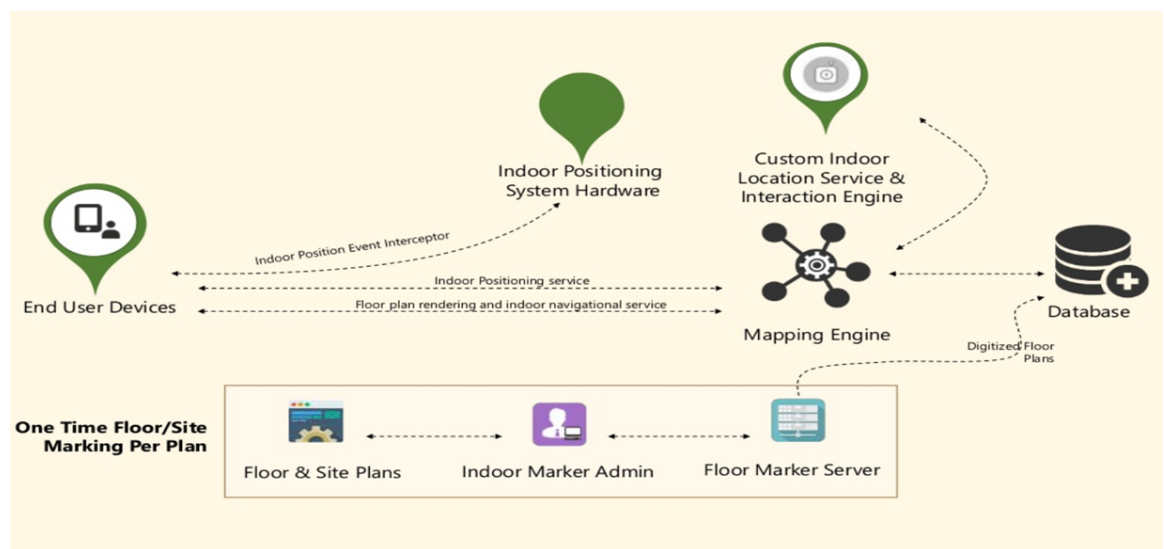 Custom Indoor
Location Service &
Interaction Engine
Indoor Positioning
System Hardware
Indoor Position Event Interceptor
Indoor Positioning service
Floor plan rendering and indoor navigational service
End User Devices
Mapping Engine
Database
Digitized Floor
Plans
One Time Floor/Site
Marking Per Plan
Floor & Site Plans
Indoor Marker Admin
Floor Marker Server